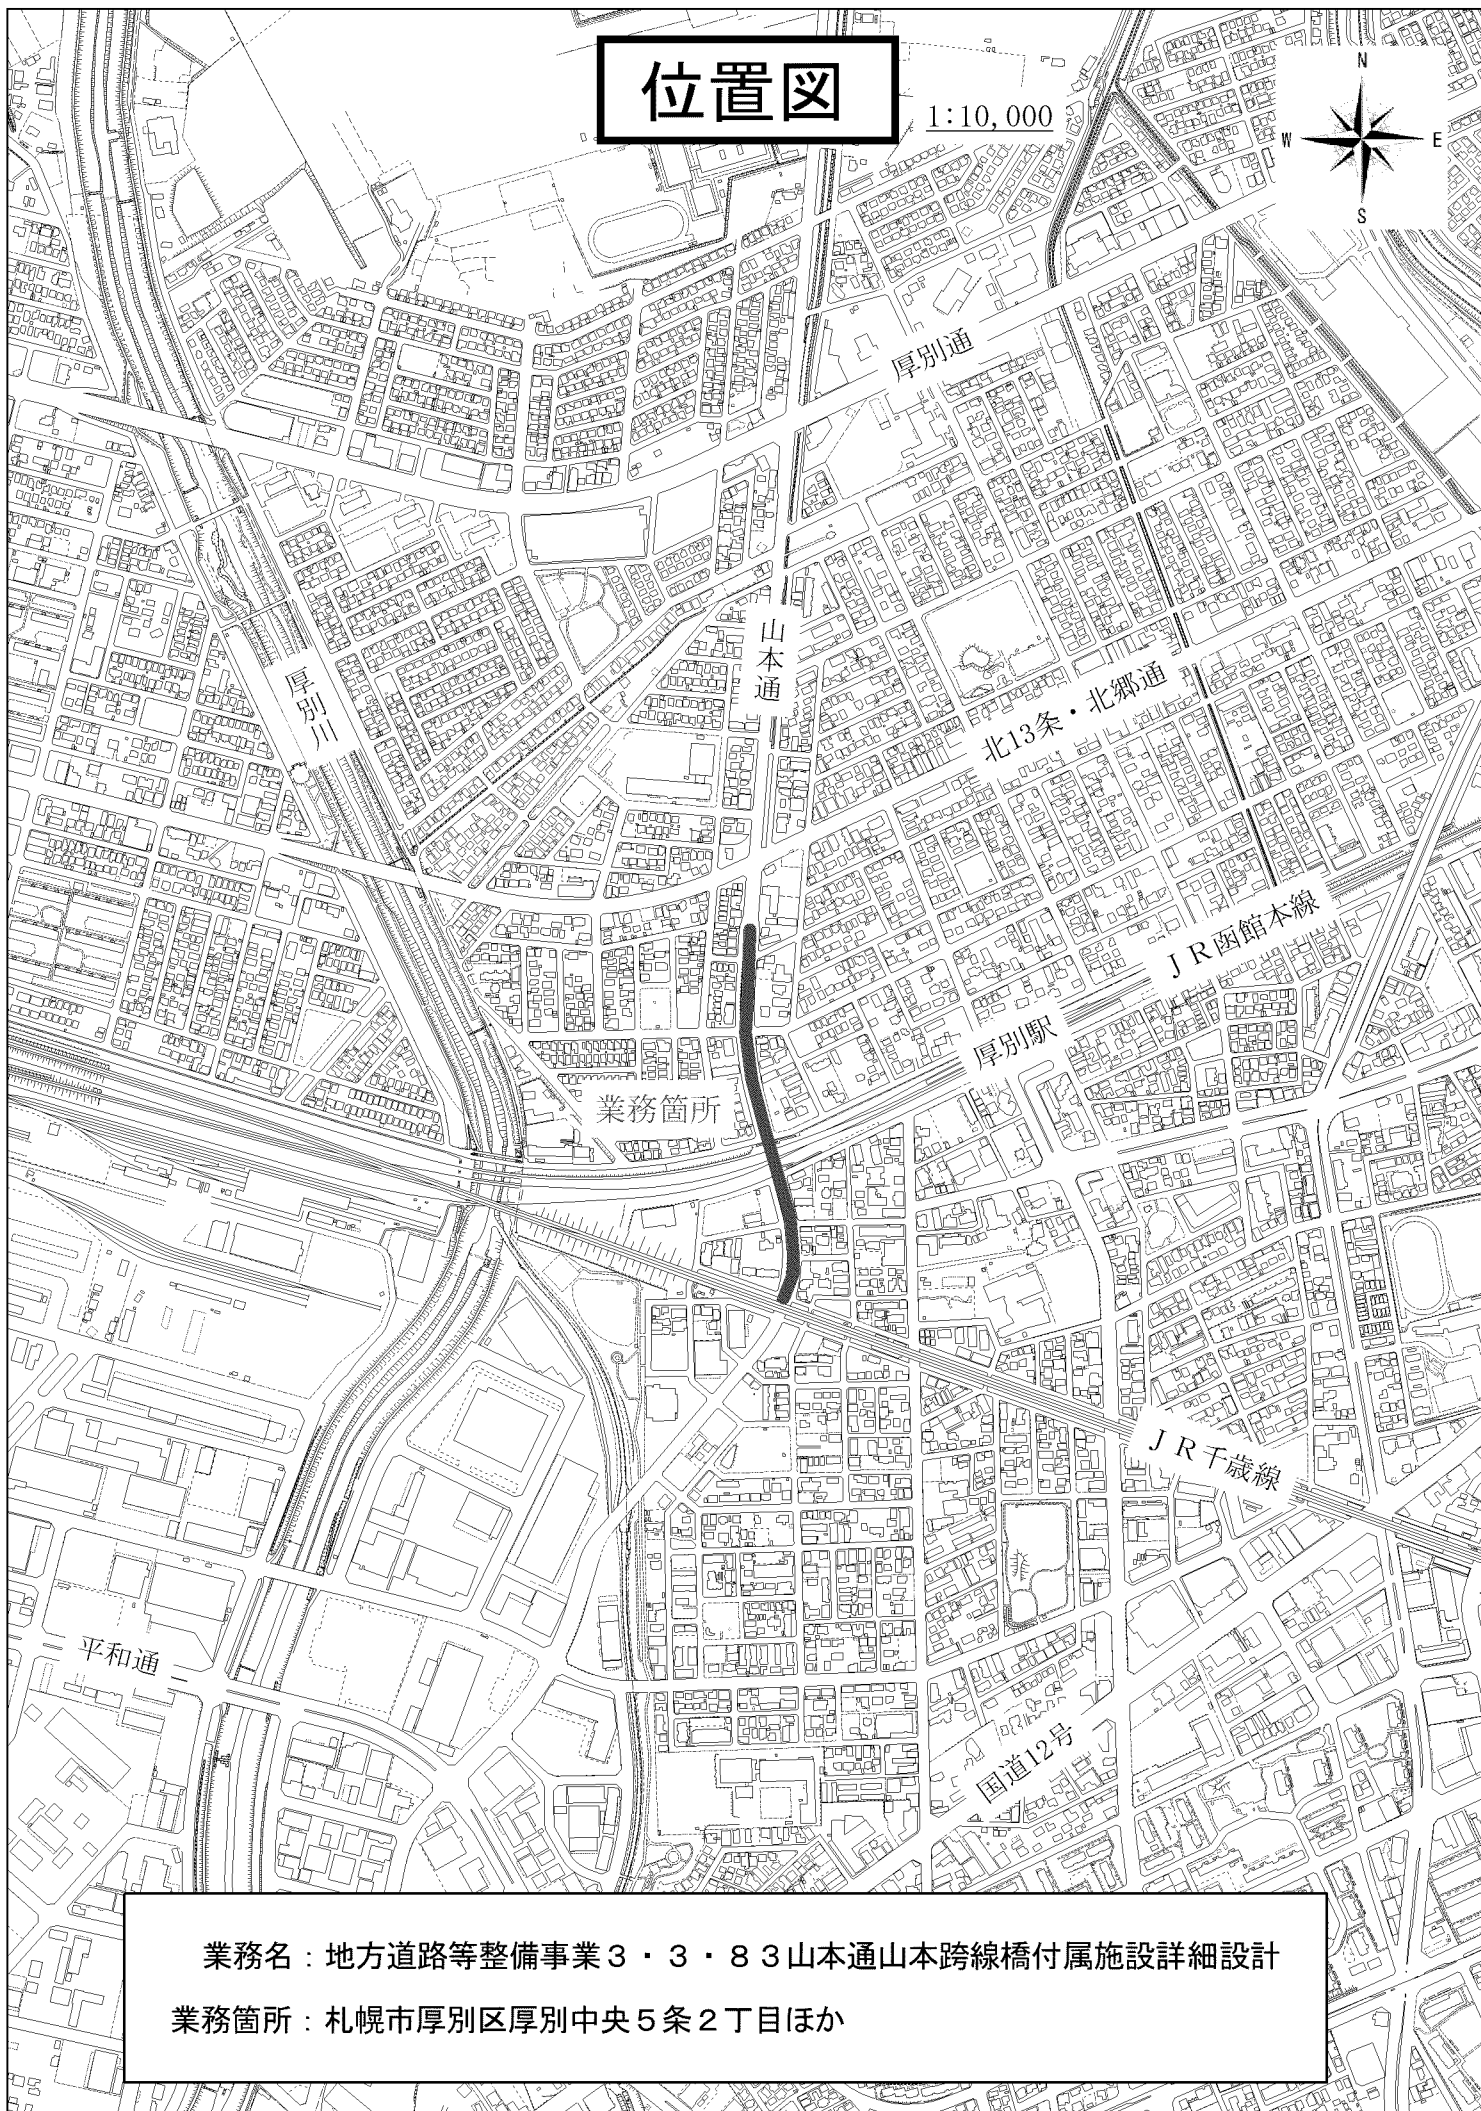 位置図
1:10,000
N
W
E
S
厚別通
山本通
厚別川
北13条・北郷通
ＪＲ函館本線
厚別駅
業務箇所
ＪＲ千歳線
平和通
国道12号
業務名：地方道路等整備事業３・３・８３山本通山本跨線橋付属施設詳細設計
業務箇所：札幌市厚別区厚別中央５条２丁目ほか